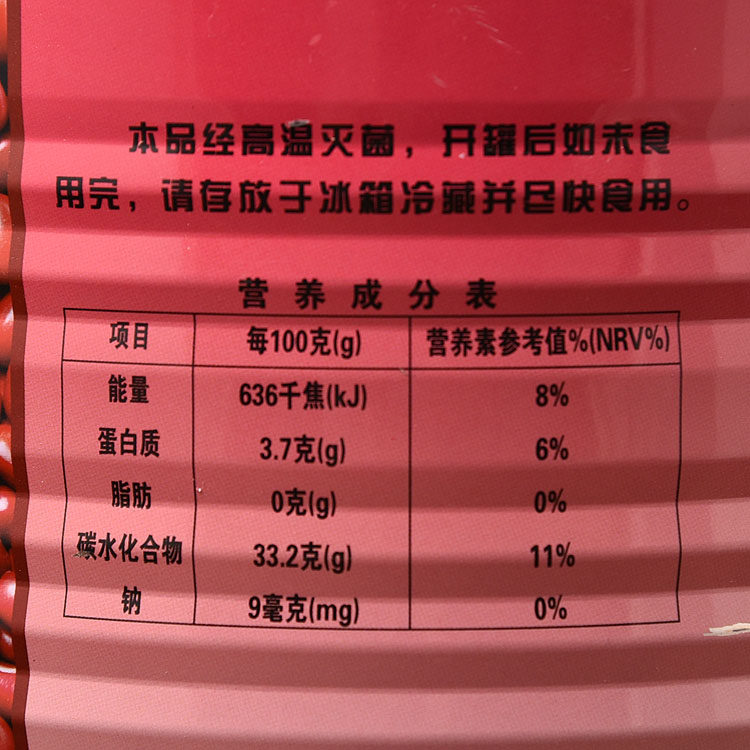 本品经高温灭菌，开罐后如未食
用完，请存放于冰箱冷藏并尽快食用。
营养成分表
项目 每100克(g) 营养素参考值%(NRV%)
能量 636千焦(kJ) 8%
蛋白质 3.7克(g) 6%
脂肪 0克(g) 0%
碳水化合物 33.2克(g) 11%
钠 9毫克(mg) 0%